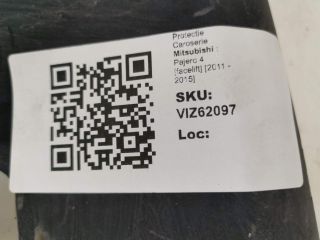 Protectie
Caroserie
Mitsubishi :
Pajero 4
[facelift] [2011 -
2015]
SKU:
VIZ62097
Loc: